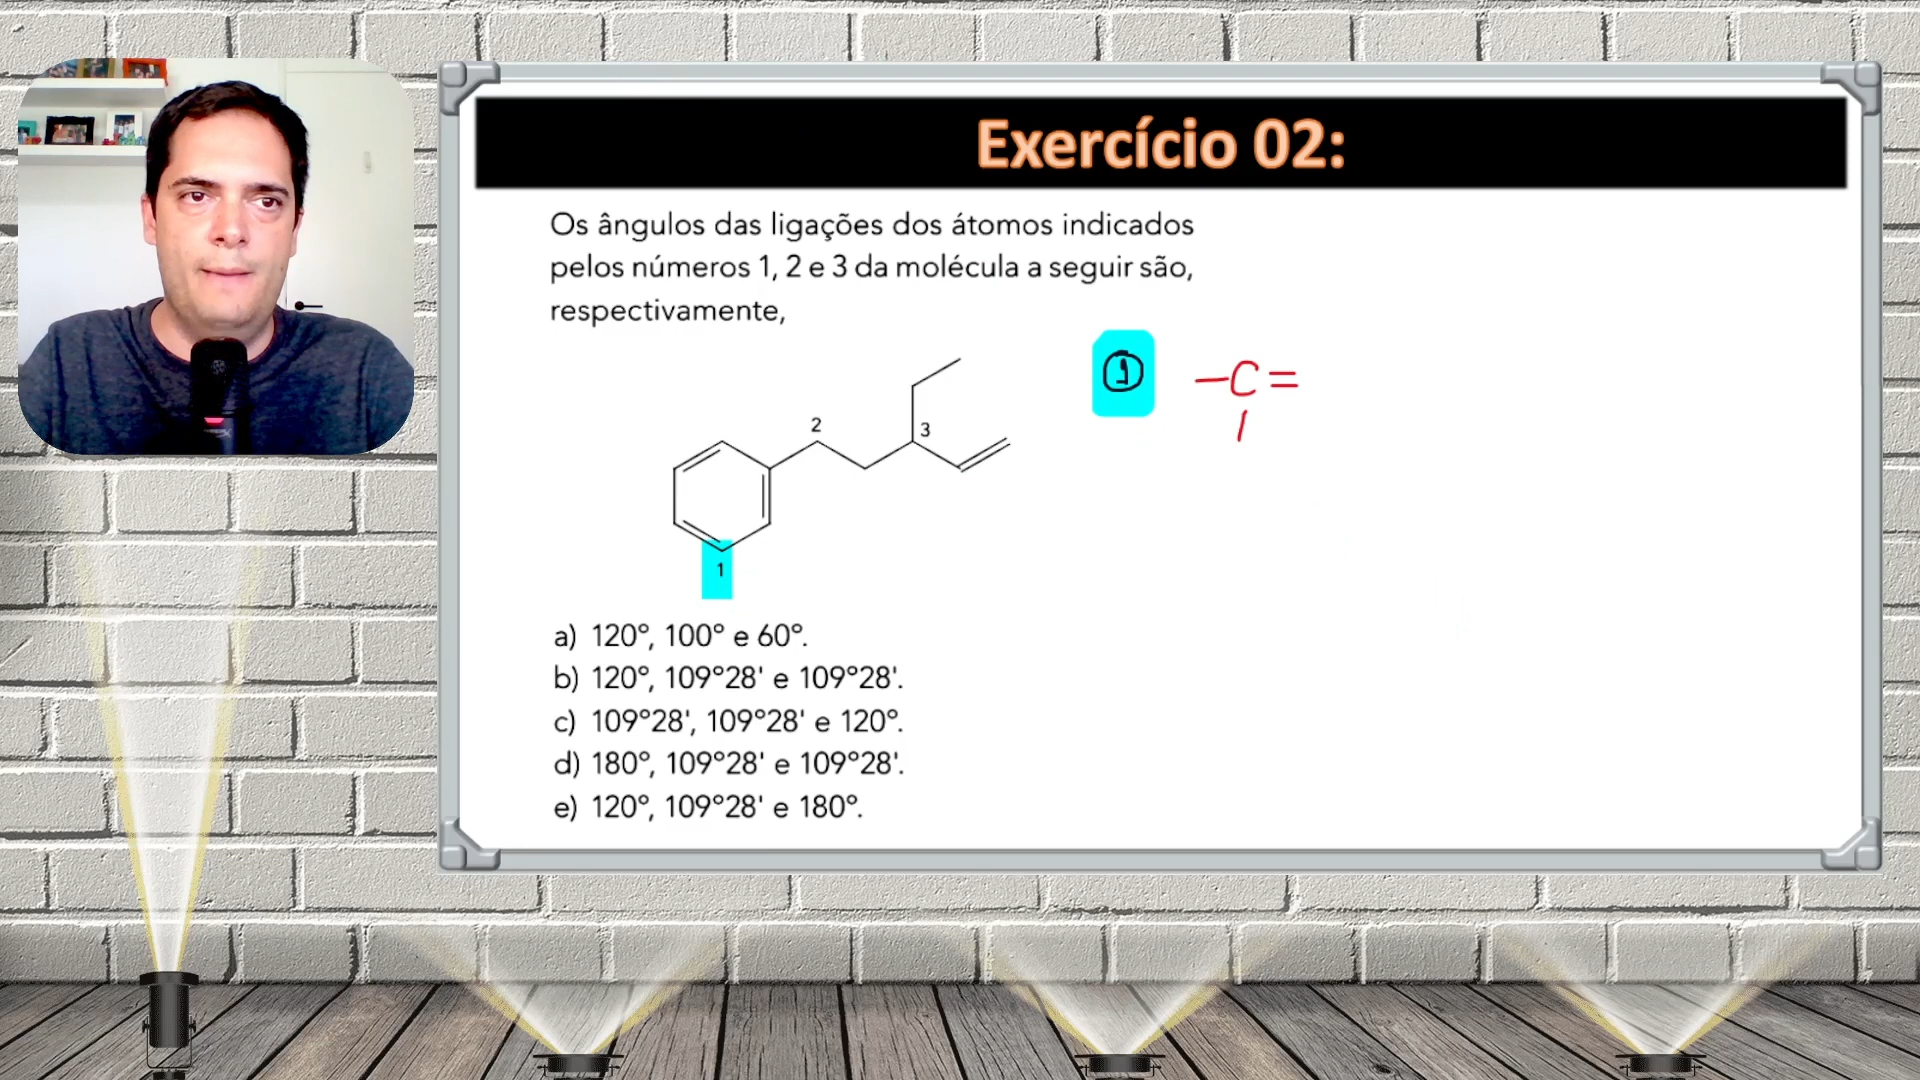 Exercício 02:
Os ângulos das ligações dos átomos indicados
pelos números 1, 2 e 3 da molécula a seguir são,
respectivamente,
1 -C=
2
3
1
a) 120°, 100° e 60°.
b) 120°, 109°28' e 109°28'.
c) 109°28', 109°28' e 120°.
d) 180°, 109°28' e 109°28'.
e) 120°, 109°28' e 180°.